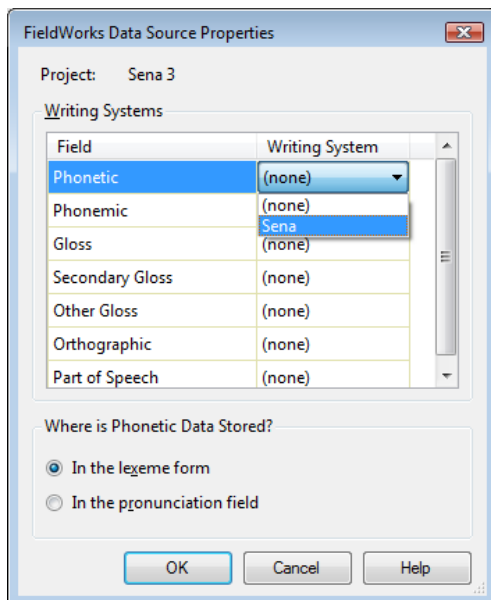 FieldWorks Data Source Properties
Project: Sena 3
Writing Systems
Field Writing System
Phonetic (none)
Phonemic (none)
Sena
Gloss (none)
Secondary Gloss (none)
Other Gloss (none)
Orthographic (none)
Part of Speech (none)
Where is Phonetic Data Stored?
In the lexeme form
In the pronunciation field
OK Cancel Help